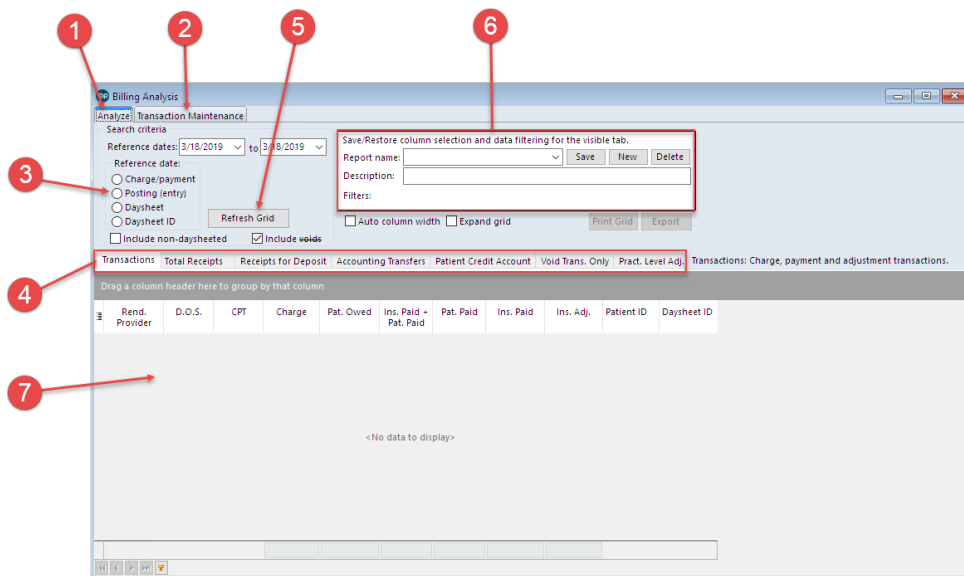 1
2
5
6
pp Billing Analysis
Analyze Transaction Maintenance
Search criteria
Reference dates: 3/18/2019 to 3/18/2019
Reference date:
3
Charge/payment
Posting (entry)
Daysheet
Daysheet ID
Refresh Grid
Include non-daysheeted Include voids
Save/Restore column selection and data filtering for the visible tab.
Report name: Save New Delete
Description:
Filters:
Auto column width Expand grid Print Grid Export
4
Transactions Total Receipts Receipts for Deposit Accounting Transfers Patient Credit Account Void Trans. Only Pract. Level Adj. Transactions: Charge, payment and adjustment transactions.
Drag a column header here to group by that column
Rend. Provider D.O.S. CPT Charge Pat. Owed Ins. Paid + Pat. Paid Pat. Paid Ins. Paid Ins. Adj. Patient ID Daysheet ID
7
<No data to display>